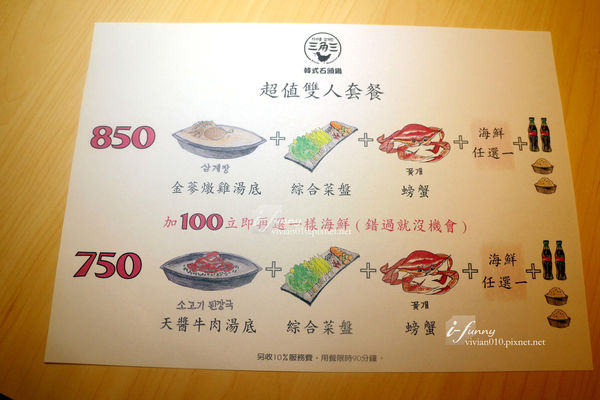 三角三
韓式石頭鍋
超值雙人套餐
850
+
+
+
海鮮
任選一
+
삼계탕
꽃게
金蔘燉雞湯底
綜合菜盤
螃蟹
加100立即再選一樣海鮮(錯過就沒機會)
i-funny
vivian010.pixnet.net
750
+
+
+
海鮮
任選一
+
소고기 된장국
꽃게
天醬牛肉湯底
綜合菜盤
螃蟹
i-funny
vivian010.pixnet.net
另收10%服務費,用餐限時90分鐘。